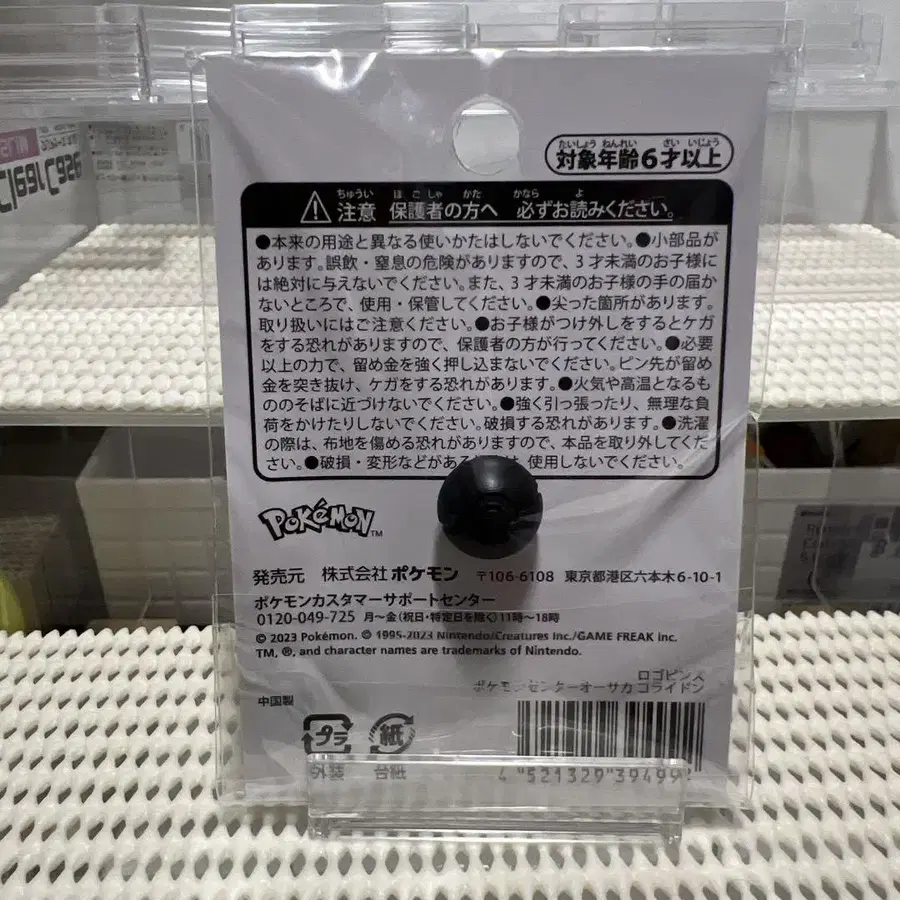 Clear Case
たいしょう ねんれい さい いじょう
対象年齢6才以上
ちゅうい ほごしゃ かた かなら よ
注意 保護者の方へ 必ずお読みください。
●本来の用途と異なる使いかたはしないでください。●小部品が
あります。誤飲・窒息の危険がありますので、3才未満のお子様に
は絶対に与えないでください。また、3才未満のお子様の手の届か
ないところで、使用・保管してください。●尖った箇所があります。
取り扱いにはご注意ください。●お子様がつけ外しをするとケガ
をする恐れがありますので、保護者の方が行ってください。●必要
以上の力で、留め金を強く押し込まないでください。ピン先が留め
金を突き抜け、ケガをする恐れがあります。●火気や高温となるも
ののそばに近づけないでください。●強く引っ張ったり、無理な負
荷をかけたりしないでください。破損する恐れがあります。●洗濯
の際は、布地を傷める恐れがありますので、本品を取り外してくだ
さい。●破損・変形などがある は、使用しないでください。
POKéMON™
発売元 株式会社ポケモン 〒106-6108 東京都港区六本木6-10-1
ポケモンカスタマーサポートセンター
0120-049-725 月～金(祝日・特定日を除く)11時～18時
© 2023 Pokémon. © 1995-2023 Nintendo/Creatures Inc./GAME FREAK inc.
TM, ®, and character names are trademarks of Nintendo.
ロゴピンズ
ポケモンセンターオーサカ コライドン
中国製
プラ 紙
外装 台紙
4 521329 39499